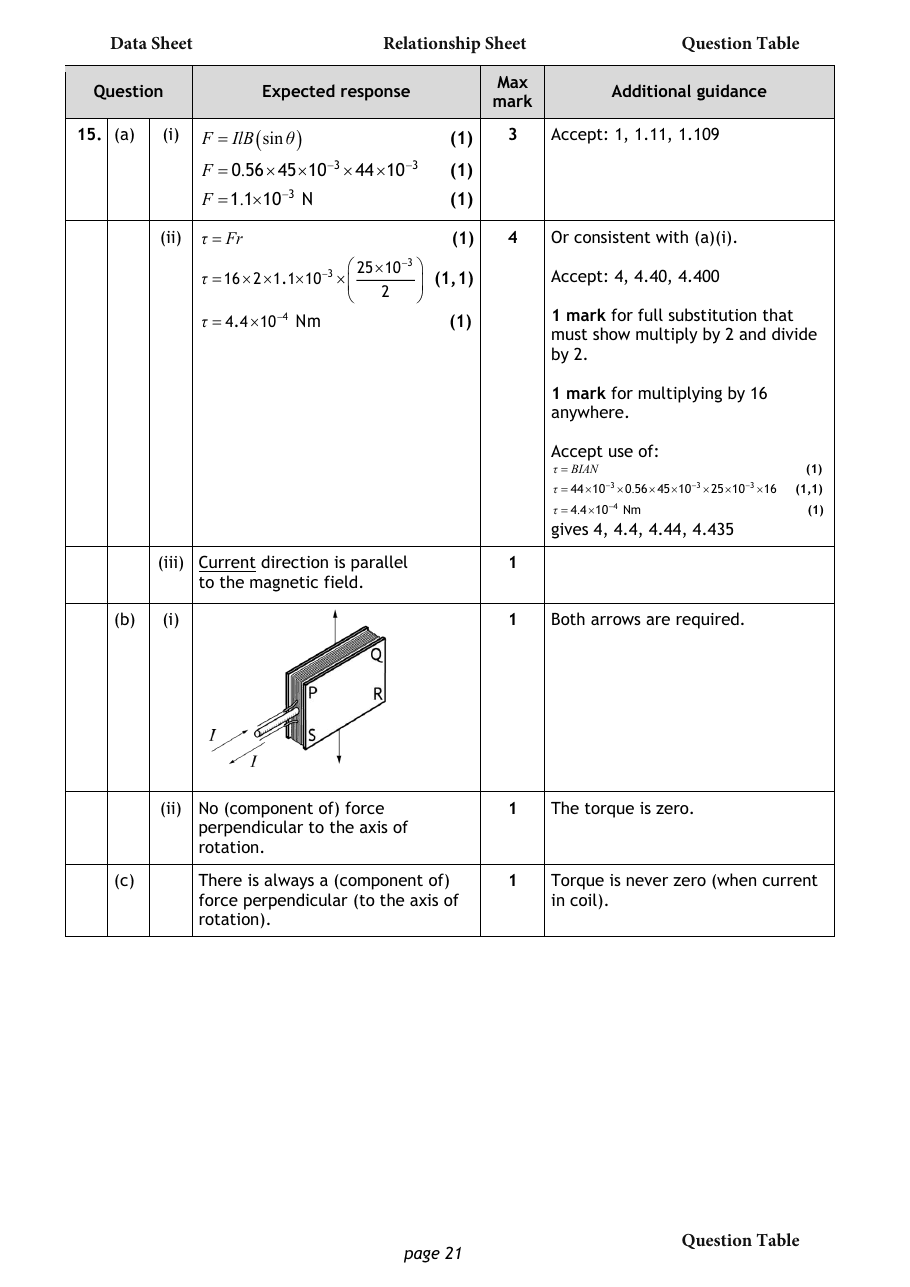 Data Sheet Relationship Sheet Question Table
Question Expected response Max mark Additional guidance
15. (a) (i) F = IlB(sin θ) (1) 3 Accept: 1, 1.11, 1.109
F = 0.56×45×10⁻³×44×10⁻³ (1)
F = 1.1×10⁻³ N (1)
(ii) τ = Fr (1) 4 Or consistent with (a)(i).
τ = 16×2×1.1×10⁻³×(25×10⁻³/2) (1,1)
τ = 4.4×10⁻⁴ Nm (1)
Accept: 4, 4.40, 4.400
1 mark for full substitution that
must show multiply by 2 and divide
by 2.
1 mark for multiplying by 16
anywhere.
Accept use of:
τ = BIAN (1)
τ = 44×10⁻³×0.56×45×10⁻³×25×10⁻³×16 (1,1)
τ = 4.4×10⁻⁴ Nm (1)
gives 4, 4.4, 4.44, 4.435
(iii) Current direction is parallel 1
to the magnetic field.
(b) (i) 1 Both arrows are required.
Q
P R
S
I
I
(ii) No (component of) force 1 The torque is zero.
perpendicular to the axis of
rotation.
(c) There is always a (component of) 1 Torque is never zero (when current
force perpendicular (to the axis of in coil).
rotation).
Question Table
page 21